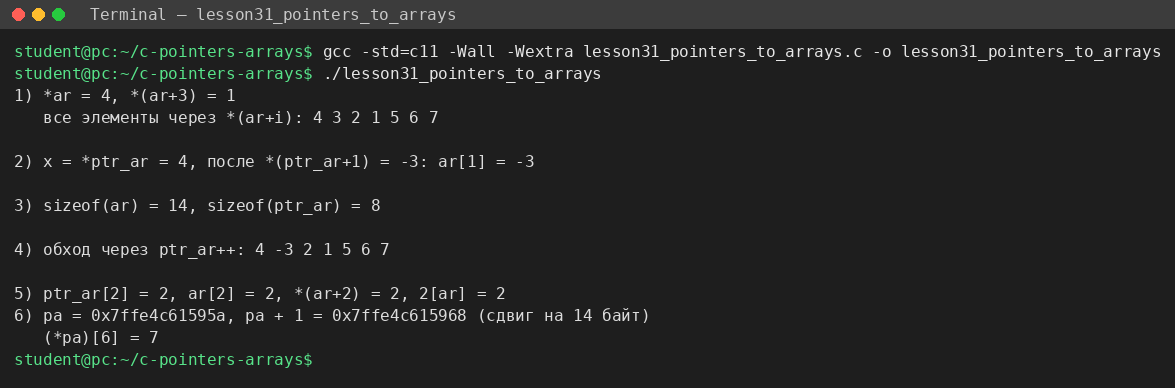 Terminal — lesson31_pointers_to_arrays
student@pc:~/c-pointers-arrays$ gcc -std=c11 -Wall -Wextra lesson31_pointers_to_arrays.c -o lesson31_pointers_to_arrays
student@pc:~/c-pointers-arrays$ ./lesson31_pointers_to_arrays
1) *ar = 4, *(ar+3) = 1
   все элементы через *(ar+i): 4 3 2 1 5 6 7
2) x = *ptr_ar = 4, после *(ptr_ar+1) = -3: ar[1] = -3
3) sizeof(ar) = 14, sizeof(ptr_ar) = 8
4) обход через ptr_ar++: 4 -3 2 1 5 6 7
5) ptr_ar[2] = 2, ar[2] = 2, *(ar+2) = 2, 2[ar] = 2
6) pa = 0x7ffe4c61595a, pa + 1 = 0x7ffe4c615968 (сдвиг на 14 байт)
   (*pa)[6] = 7
student@pc:~/c-pointers-arrays$